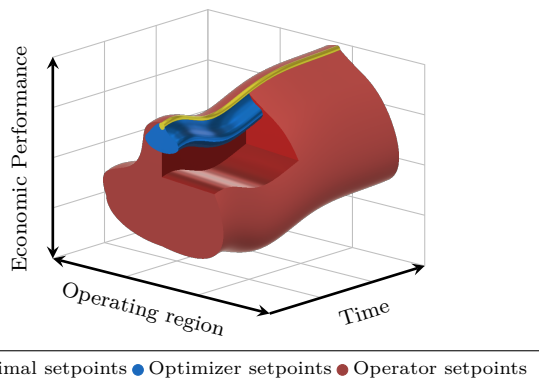 Economic Performance
Operating region
Time
imal setpoints Optimizer setpoints Operator setpoints